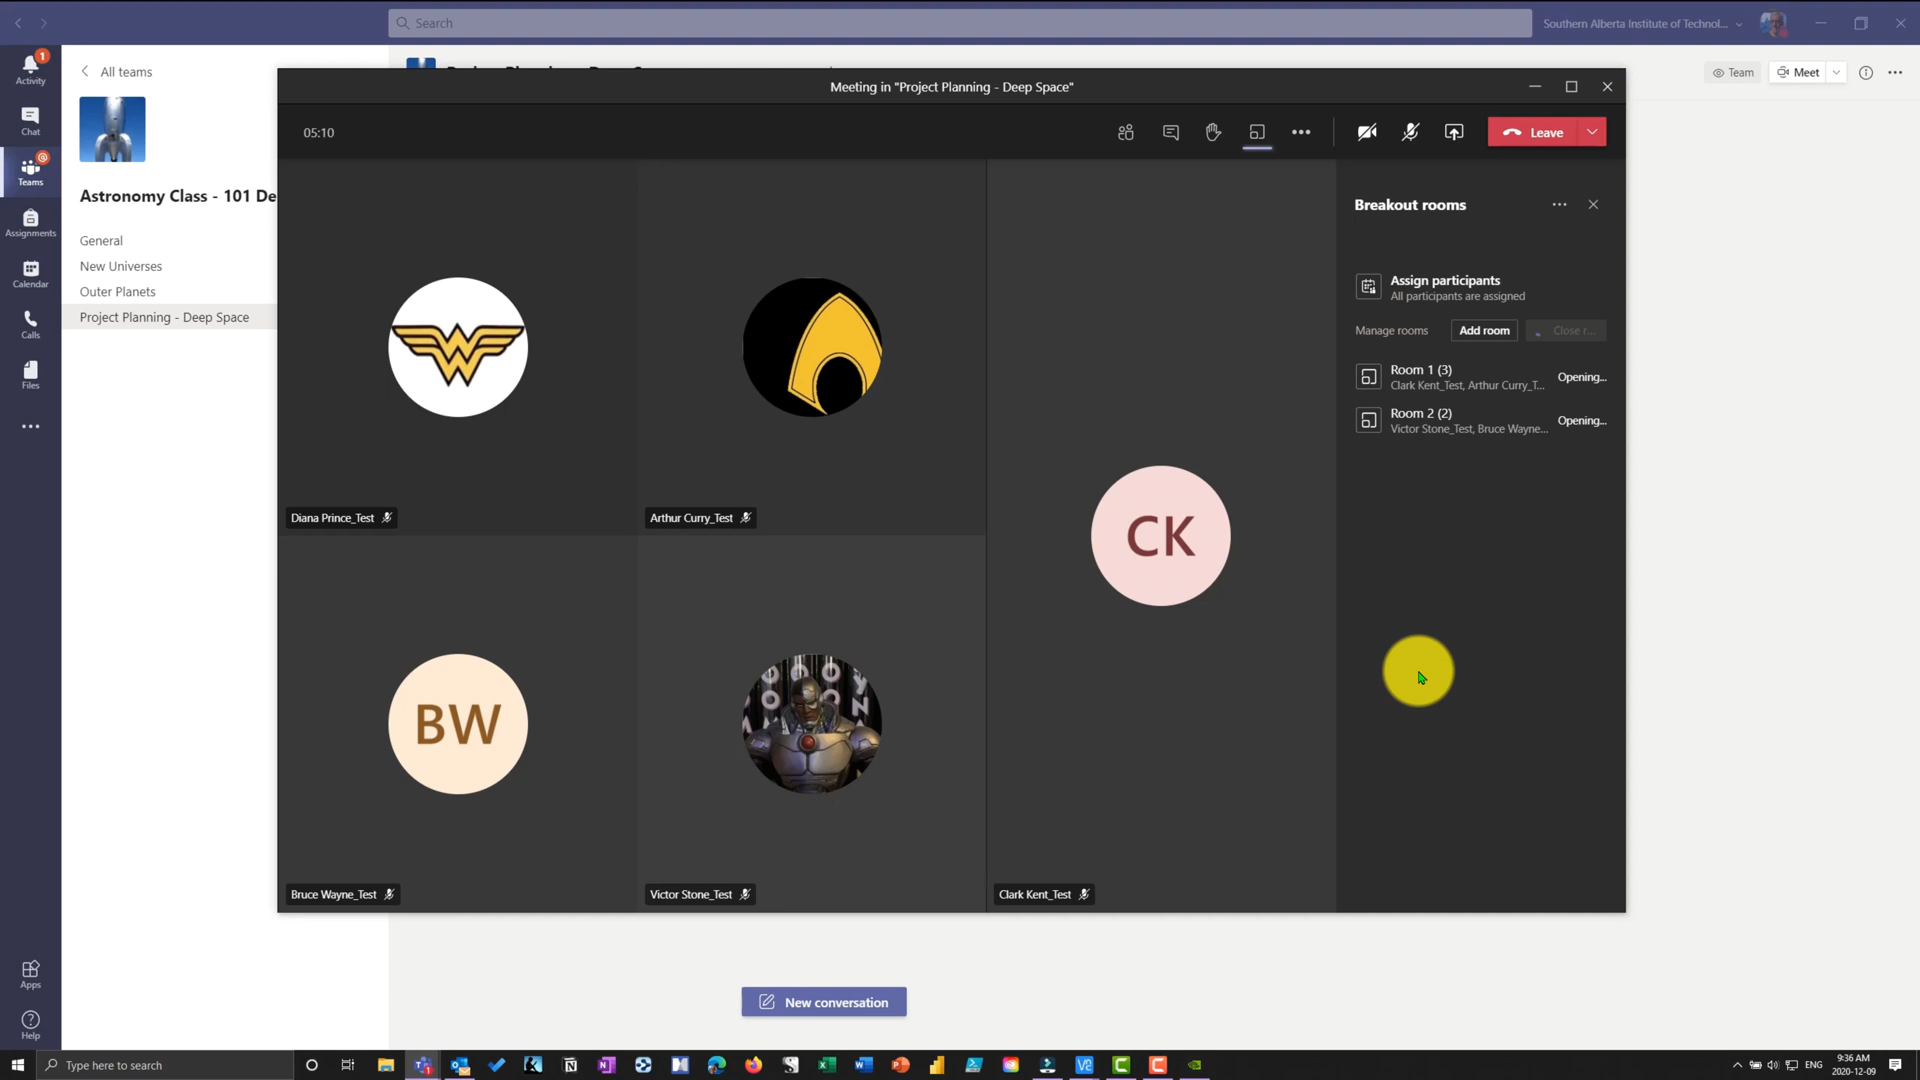 Search
Southern Alberta Institute of Technol...
1
Activity
Chat
Teams
Assignments
Calendar
Calls
Files
Apps
Help
All teams
Astronomy Class - 101 De
General
New Universes
Outer Planets
Project Planning - Deep Space
Team
Meet
Meeting in "Project Planning - Deep Space"
05:10
Leave
Breakout rooms
Assign participants
All participants are assigned
Manage rooms
Add room
Close r...
Room 1 (3)
Clark Kent_Test, Arthur Curry_T...
Opening...
Room 2 (2)
Victor Stone_Test, Bruce Wayne...
Opening...
Diana Prince_Test
Arthur Curry_Test
CK
BW
Bruce Wayne_Test
Victor Stone_Test
Clark Kent_Test
New conversation
Type here to search
ENG
9:36 AM
2020-12-09